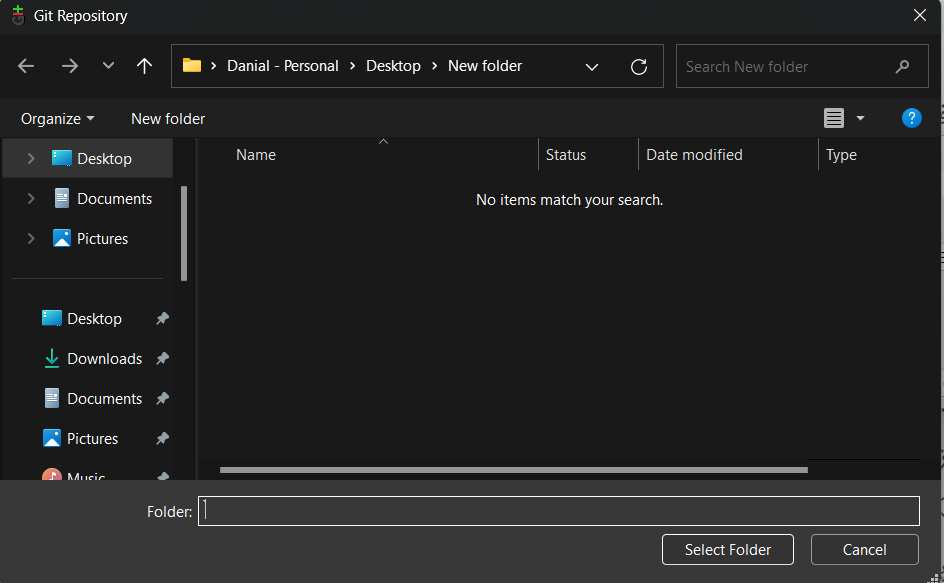 Git Repository
Danial - Personal > Desktop > New folder
Search New folder
Organize
New folder
?
Desktop
Documents
Pictures
Name
Status
Date modified
Type
No items match your search.
Desktop
Downloads
Documents
Pictures
Music
Folder:
Select Folder
Cancel